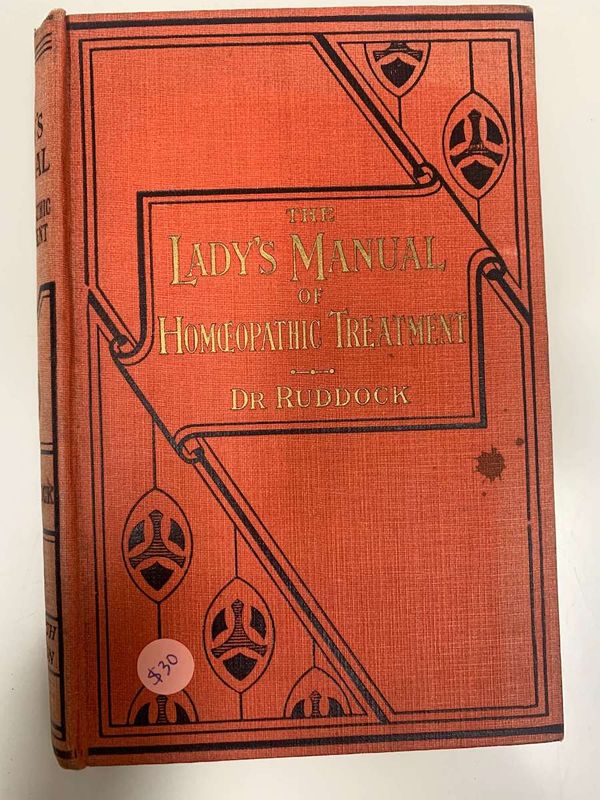 THE
LADY'S MANUAL
OF
HOMŒOPATHIC TREATMENT
DR RUDDOCK
$30